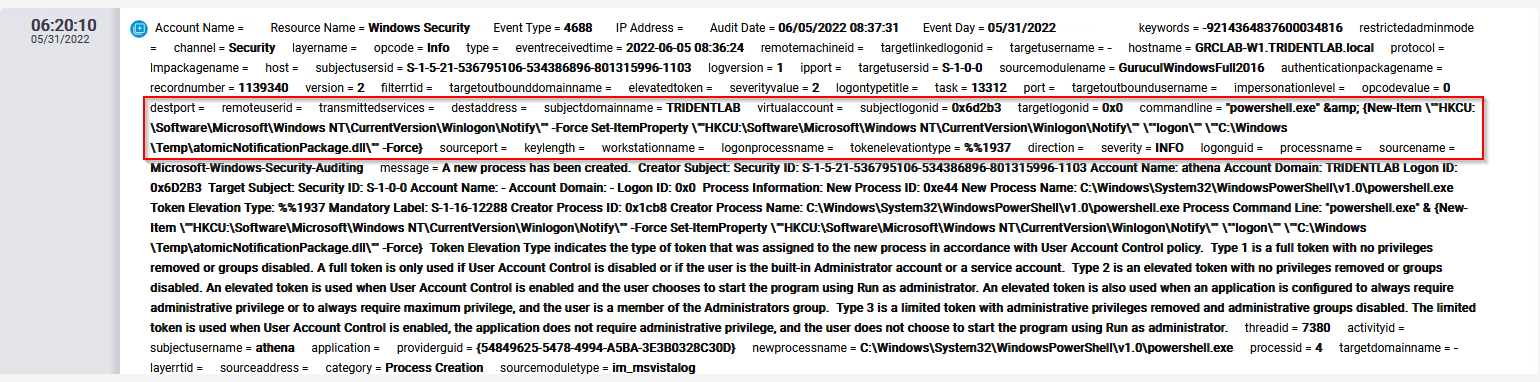 06:20:10
05/31/2022
Account Name = Resource Name = Windows Security Event Type = 4688 IP Address = Audit Date = 06/05/2022 08:37:31 Event Day = 05/31/2022 keywords = -9214364837600034816 restrictedadminmode
= channel = Security layername = opcode = Info type = eventreceivedtime = 2022-06-05 08:36:24 remotemachineid = targetlinkedlogonid = targetusername = - hostname = GRCLAB-W1.TRIDENTLAB.local protocol =
lmpackagename = host = subjectusersid = S-1-5-21-536795106-534386896-801315996-1103 logversion = 1 ipport = targetusersid = S-1-0-0 sourcemodulename = GuruculWindowsFull2016 authenticationpackagename =
recordnumber = 1139340 version = 2 filterrtid = targetoutbounddomainname = elevatedtoken = severityvalue = 2 logontypetitle = task = 13312 port = targetoutboundusername = impersonationlevel = opcodevalue = 0
destport = remoteuserid = transmittedservices = destaddress = subjectdomainname = TRIDENTLAB virtualaccount = subjectlogonid = 0x6d2b3 targetlogonid = 0x0 commandline = "powershell.exe" &amp; {New-Item \""HKCU:
\Software\Microsoft\Windows NT\CurrentVersion\Winlogon\Notify\"" -Force Set-ItemProperty \""HKCU:\Software\Microsoft\Windows NT\CurrentVersion\Winlogon\Notify\"" \""logon\"" \""C:\Windows
\Temp\atomicNotificationPackage.dll\"" -Force} sourceport = keylength = workstationname = logonprocessname = tokenelevationtype = %%1937 direction = severity = INFO logonguid = processname = sourcename =
Microsoft-Windows-Security-Auditing message = A new process has been created. Creator Subject: Security ID: S-1-5-21-536795106-534386896-801315996-1103 Account Name: athena Account Domain: TRIDENTLAB Logon ID:
0x6D2B3 Target Subject: Security ID: S-1-0-0 Account Name: - Account Domain: - Logon ID: 0x0 Process Information: New Process ID: 0xe44 New Process Name: C:\Windows\System32\WindowsPowerShell\v1.0\powershell.exe
Token Elevation Type: %%1937 Mandatory Label: S-1-16-12288 Creator Process ID: 0x1cb8 Creator Process Name: C:\Windows\System32\WindowsPowerShell\v1.0\powershell.exe Process Command Line: "powershell.exe" & {New-
Item \""HKCU:\Software\Microsoft\Windows NT\CurrentVersion\Winlogon\Notify\"" -Force Set-ItemProperty \""HKCU:\Software\Microsoft\Windows NT\CurrentVersion\Winlogon\Notify\"" \""logon\"" \""C:\Windows
\Temp\atomicNotificationPackage.dll\"" -Force} Token Elevation Type indicates the type of token that was assigned to the new process in accordance with User Account Control policy. Type 1 is a full token with no privileges
removed or groups disabled. A full token is only used if User Account Control is disabled or if the user is the built-in Administrator account or a service account. Type 2 is an elevated token with no privileges removed or groups
disabled. An elevated token is used when User Account Control is enabled and the user chooses to start the program using Run as administrator. An elevated token is also used when an application is configured to always require
administrative privilege or to always require maximum privilege, and the user is a member of the Administrators group. Type 3 is a limited token with administrative privileges removed and administrative groups disabled. The limited
token is used when User Account Control is enabled, the application does not require administrative privilege, and the user does not choose to start the program using Run as administrator. threadid = 7380 activityid =
subjectusername = athena application = providerguid = {54849625-5478-4994-A5BA-3E3B0328C30D} newprocessname = C:\Windows\System32\WindowsPowerShell\v1.0\powershell.exe processid = 4 targetdomainname = -
layerrtid = sourceaddress = category = Process Creation sourcemoduletype = im_msvistalog